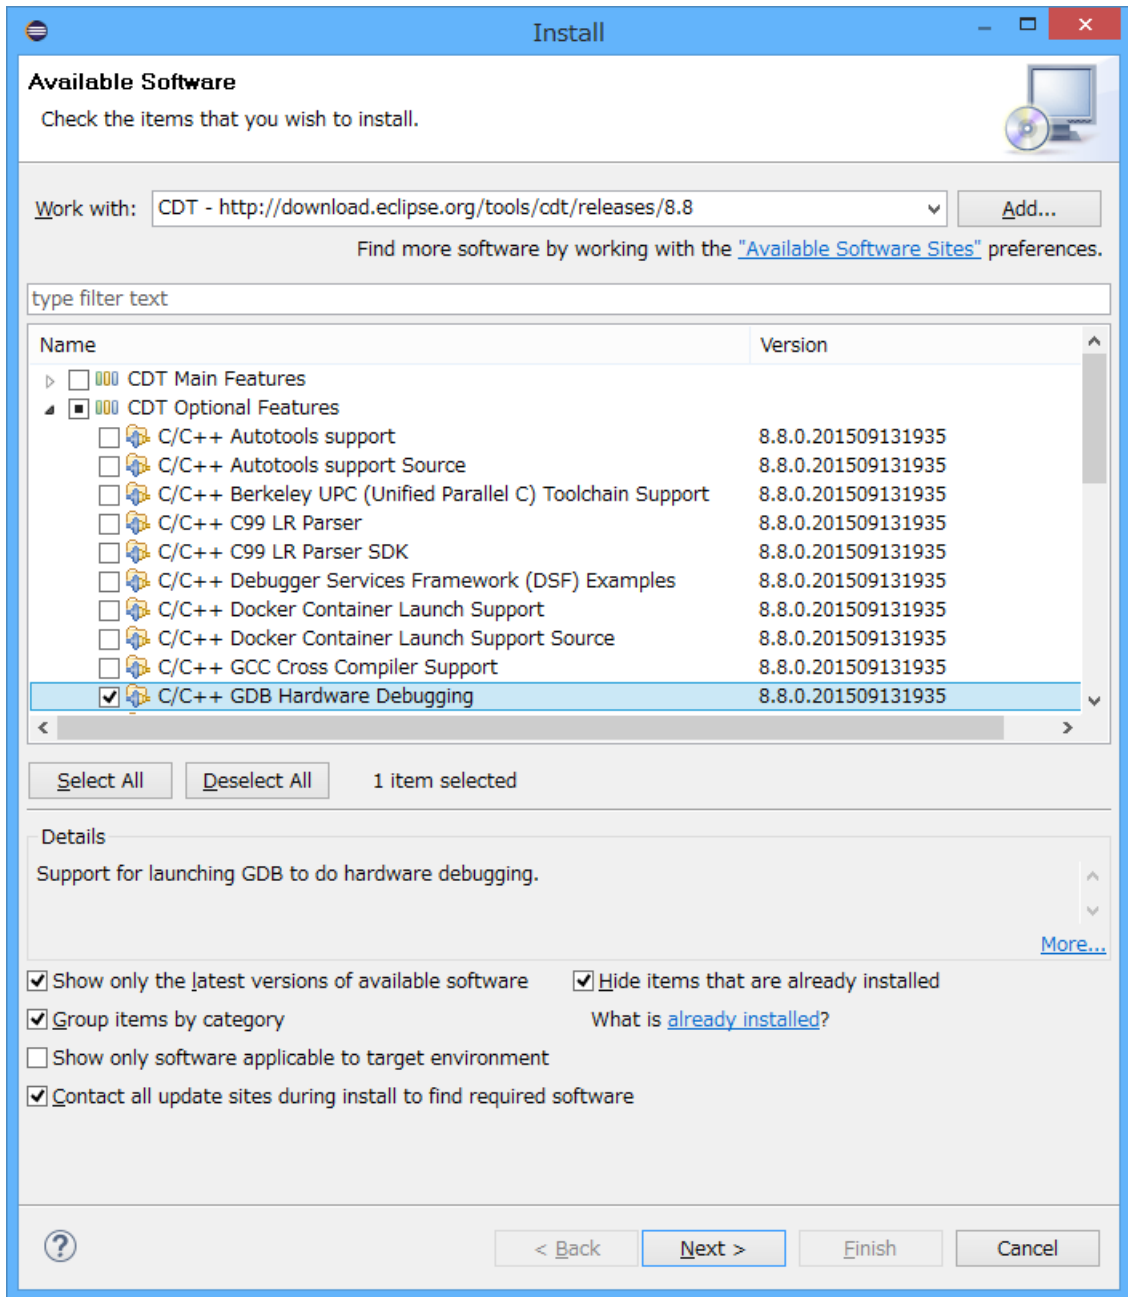 Install
Available Software
Check the items that you wish to install.
Work with: CDT - http://download.eclipse.org/tools/cdt/releases/8.8 Add...
Find more software by working with the "Available Software Sites" preferences.
type filter text
Name Version
CDT Main Features
CDT Optional Features
C/C++ Autotools support 8.8.0.201509131935
C/C++ Autotools support Source 8.8.0.201509131935
C/C++ Berkeley UPC (Unified Parallel C) Toolchain Support 8.8.0.201509131935
C/C++ C99 LR Parser 8.8.0.201509131935
C/C++ C99 LR Parser SDK 8.8.0.201509131935
C/C++ Debugger Services Framework (DSF) Examples 8.8.0.201509131935
C/C++ Docker Container Launch Support 8.8.0.201509131935
C/C++ Docker Container Launch Support Source 8.8.0.201509131935
C/C++ GCC Cross Compiler Support 8.8.0.201509131935
C/C++ GDB Hardware Debugging 8.8.0.201509131935
Select All Deselect All 1 item selected
Details
Support for launching GDB to do hardware debugging.
More...
Show only the latest versions of available software Hide items that are already installed
Group items by category What is already installed?
Show only software applicable to target environment
Contact all update sites during install to find required software
? < Back Next > Finish Cancel